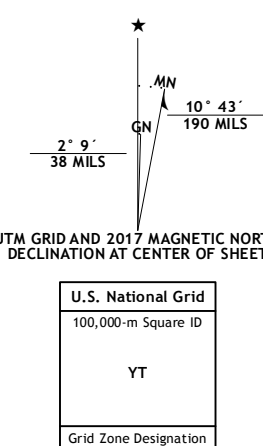 ★
MN
10° 43´
190 MILS
GN
2° 9´
38 MILS
UTM GRID AND 2017 MAGNETIC NORT
DECLINATION AT CENTER OF SHEET
U.S. National Grid
100,000-m Square ID
YT
Grid Zone Designation